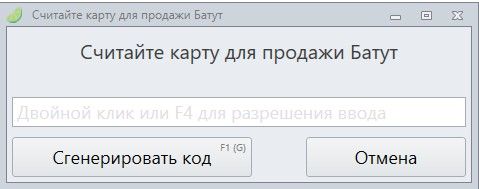 Считайте карту для продажи Батут
Считайте карту для продажи Батут
Двойной клик или F4 для разрешения ввода
Сгенерировать код F1 (G)
Отмена